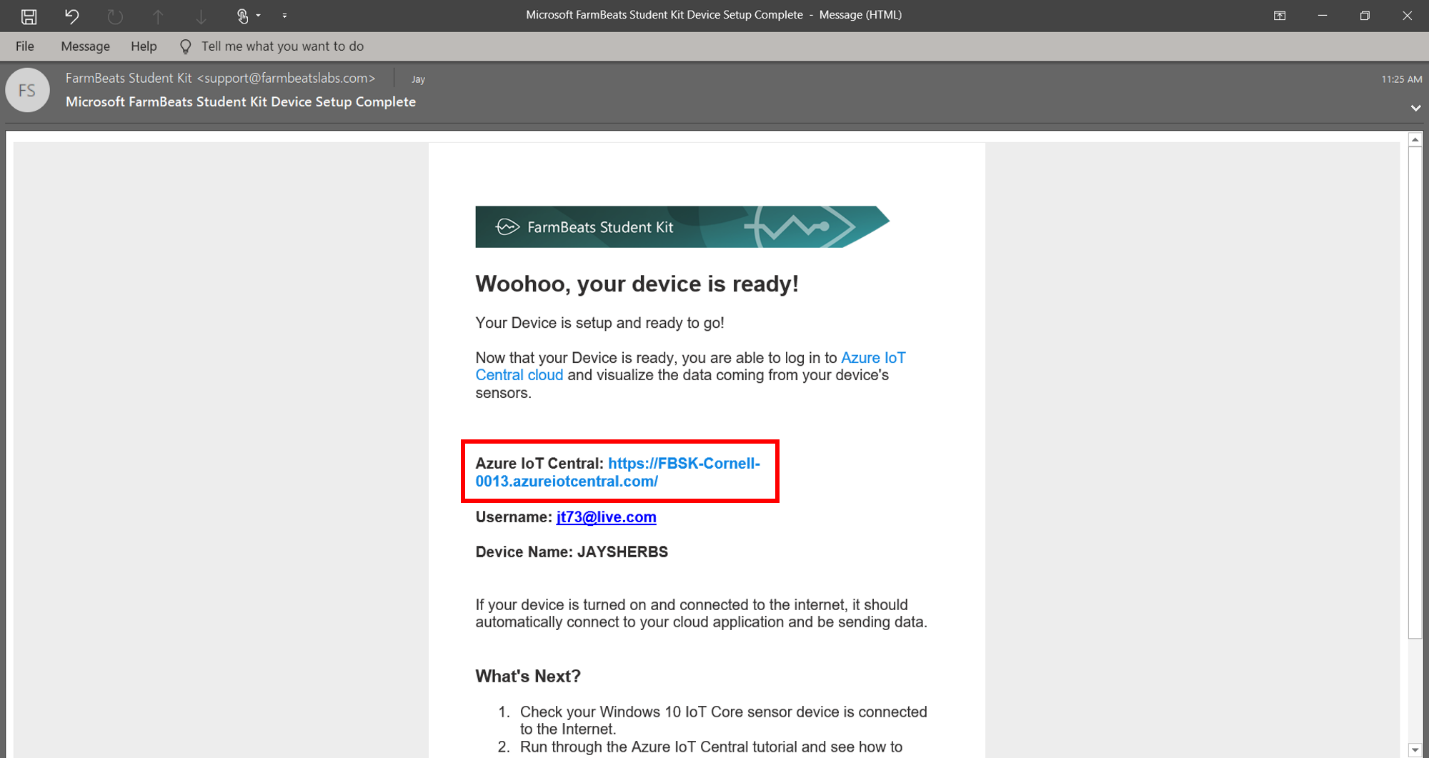 Microsoft FarmBeats Student Kit Device Setup Complete - Message (HTML)
File Message Help Tell me what you want to do
FS
FarmBeats Student Kit <support@farmbeatslabs.com> Jay
11:25 AM
Microsoft FarmBeats Student Kit Device Setup Complete
FarmBeats Student Kit
Woohoo, your device is ready!
Your Device is setup and ready to go!
Now that your Device is ready, you are able to log in to Azure IoT
Central cloud and visualize the data coming from your device's
sensors.
Azure IoT Central: https://FBSK-Cornell-
0013.azureiotcentral.com/
Username: jt73@live.com
Device Name: JAYSHERBS
If your device is turned on and connected to the internet, it should
automatically connect to your cloud application and be sending data.
What's Next?
1. Check your Windows 10 IoT Core sensor device is connected
to the Internet.
2. Run through the Azure IoT Central tutorial and see how to